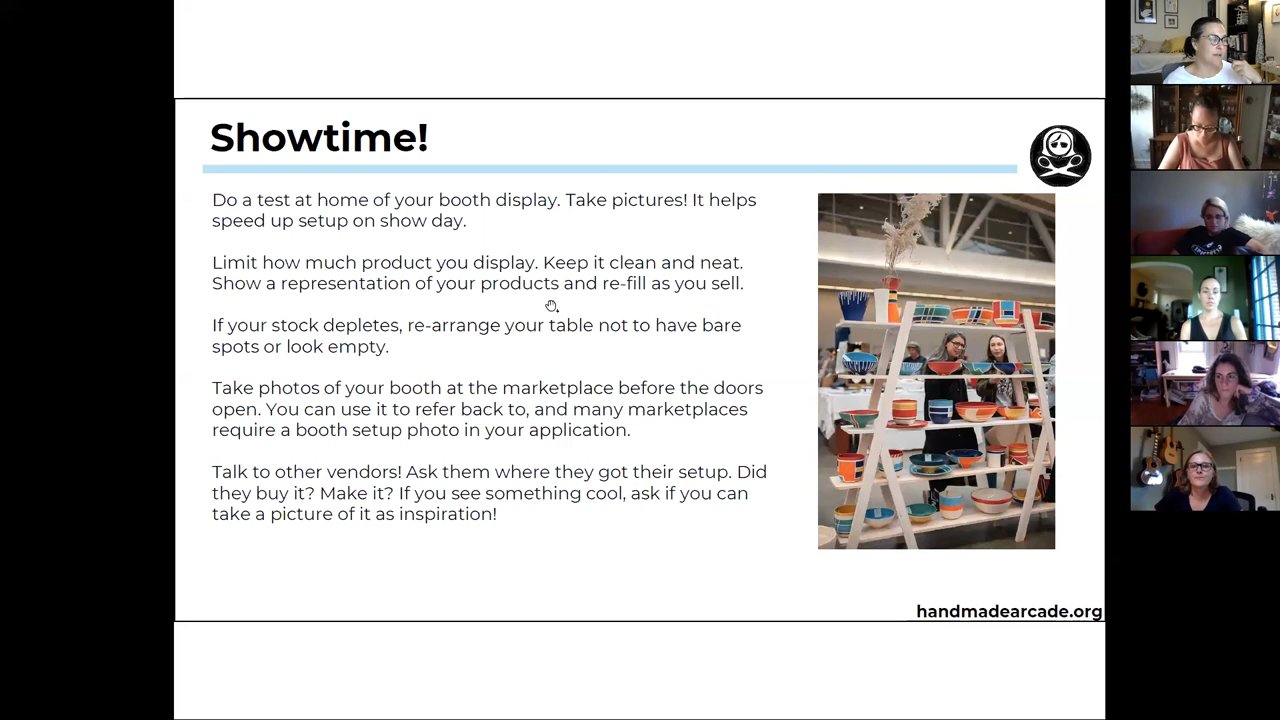 Showtime!
Do a test at home of your booth display. Take pictures! It helps
speed up setup on show day.
Limit how much product you display. Keep it clean and neat.
Show a representation of your products and re-fill as you sell.
If your stock depletes, re-arrange your table not to have bare
spots or look empty.
Take photos of your booth at the marketplace before the doors
open. You can use it to refer back to, and many marketplaces
require a booth setup photo in your application.
Talk to other vendors! Ask them where they got their setup. Did
they buy it? Make it? If you see something cool, ask if you can
take a picture of it as inspiration!
handmadearcade.org